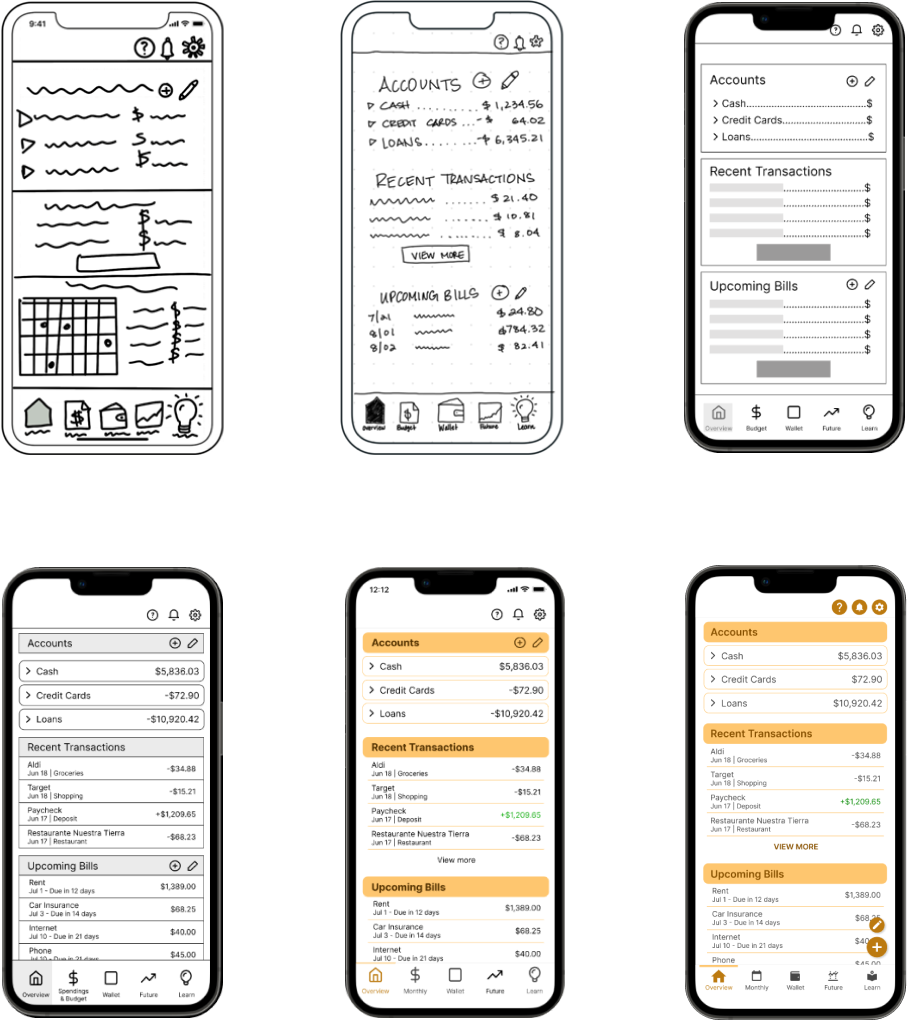 9:41
$
$
$
$
$
$
ACCOUNTS
CASH ........ $ 1,234.56
CREDIT CARDS ... -$ 64.02
LOANS ........ -$ 6,345.21
RECENT TRANSACTIONS
....... $ 21.40
....... $ 10.81
........ $ 8.04
VIEW MORE
UPCOMING BILLS
7/21 $ 24.80
8/01 $784.32
8/02 $ 82.41
Overview Budget Wallet Future Learn
Accounts
Cash....................................$
Credit Cards.........................$
Loans...................................$
Recent Transactions
........................$
........................$
........................$
........................$
Upcoming Bills
........................$
........................$
........................$
........................$
Overview Budget Wallet Future Learn
Accounts
Cash $5,836.03
Credit Cards -$72.90
Loans -$10,920.42
Recent Transactions
Aldi
Jun 18 | Groceries -$34.88
Target
Jun 18 | Shopping -$15.21
Paycheck
Jun 17 | Deposit +$1,209.65
Restaurante Nuestra Tierra
Jun 17 | Restaurant -$68.23
Upcoming Bills
Rent
Jul 1 - Due in 12 days $1,389.00
Car Insurance
Jul 3 - Due in 14 days $68.25
Internet
Jul 10 - Due in 21 days $40.00
Phone $45.00
Overview Spendings & Budget Wallet Future Learn
12:12
Accounts
Cash $5,836.03
Credit Cards -$72.90
Loans -$10,920.42
Recent Transactions
Aldi
Jun 18 | Groceries -$34.88
Target
Jun 18 | Shopping -$15.21
Paycheck
Jun 17 | Deposit +$1,209.65
Restaurante Nuestra Tierra
Jun 17 | Restaurant -$68.23
View more
Upcoming Bills
Rent
Jul 1 - Due in 12 days $1,389.00
Car Insurance
Jul 3 - Due in 14 days $68.25
Internet
Jul 10 - Due in 21 days $40.00
Overview Monthly Wallet Future Learn
Accounts
Cash $5,836.03
Credit Cards $72.90
Loans $10,920.42
Recent Transactions
Aldi
Jun 18 | Groceries -$34.88
Target
Jun 18 | Shopping -$15.21
Paycheck
Jun 17 | Deposit +$1,209.65
Restaurante Nuestra Tierra
Jun 17 | Restaurant -$68.23
VIEW MORE
Upcoming Bills
Rent
Jul 1 - Due in 12 days $1,389.00
Car Insurance
Jul 3 - Due in 14 days $68.25
Internet
Jul 10 - Due in 21 days $40
Phone $45.00
Overview Monthly Wallet Future Learn